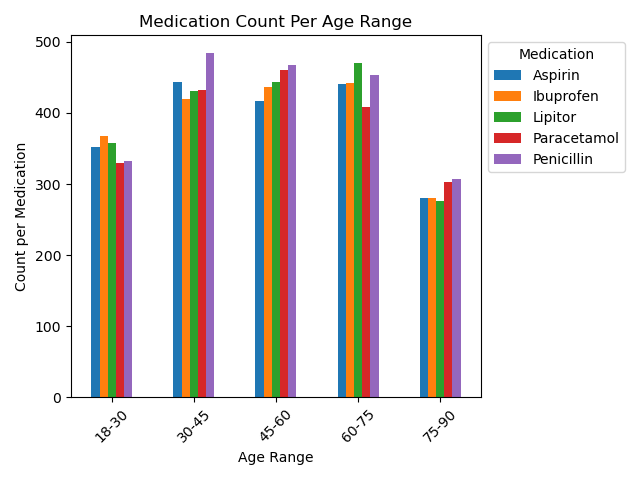 Medication Count Per Age Range
Count per Medication
500
400
300
200
100
0
18-30
30-45
45-60
60-75
75-90
Age Range
Medication
Aspirin
Ibuprofen
Lipitor
Paracetamol
Penicillin